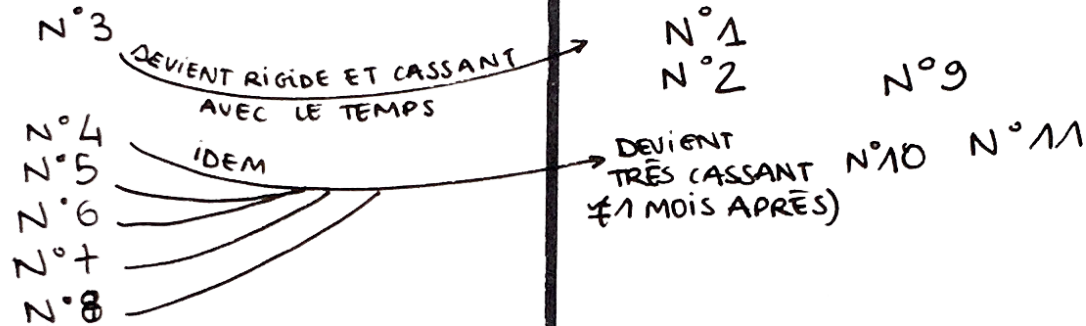 N°3
DEVIENT RIGIDE ET CASSANT
AVEC LE TEMPS
N°4
IDEM
N°5
N°6
N°7
N°8
N°1
N°2
N°9
DEVIENT
TRÈS CASSANT
(1 MOIS APRÈS)
N°10
N°11